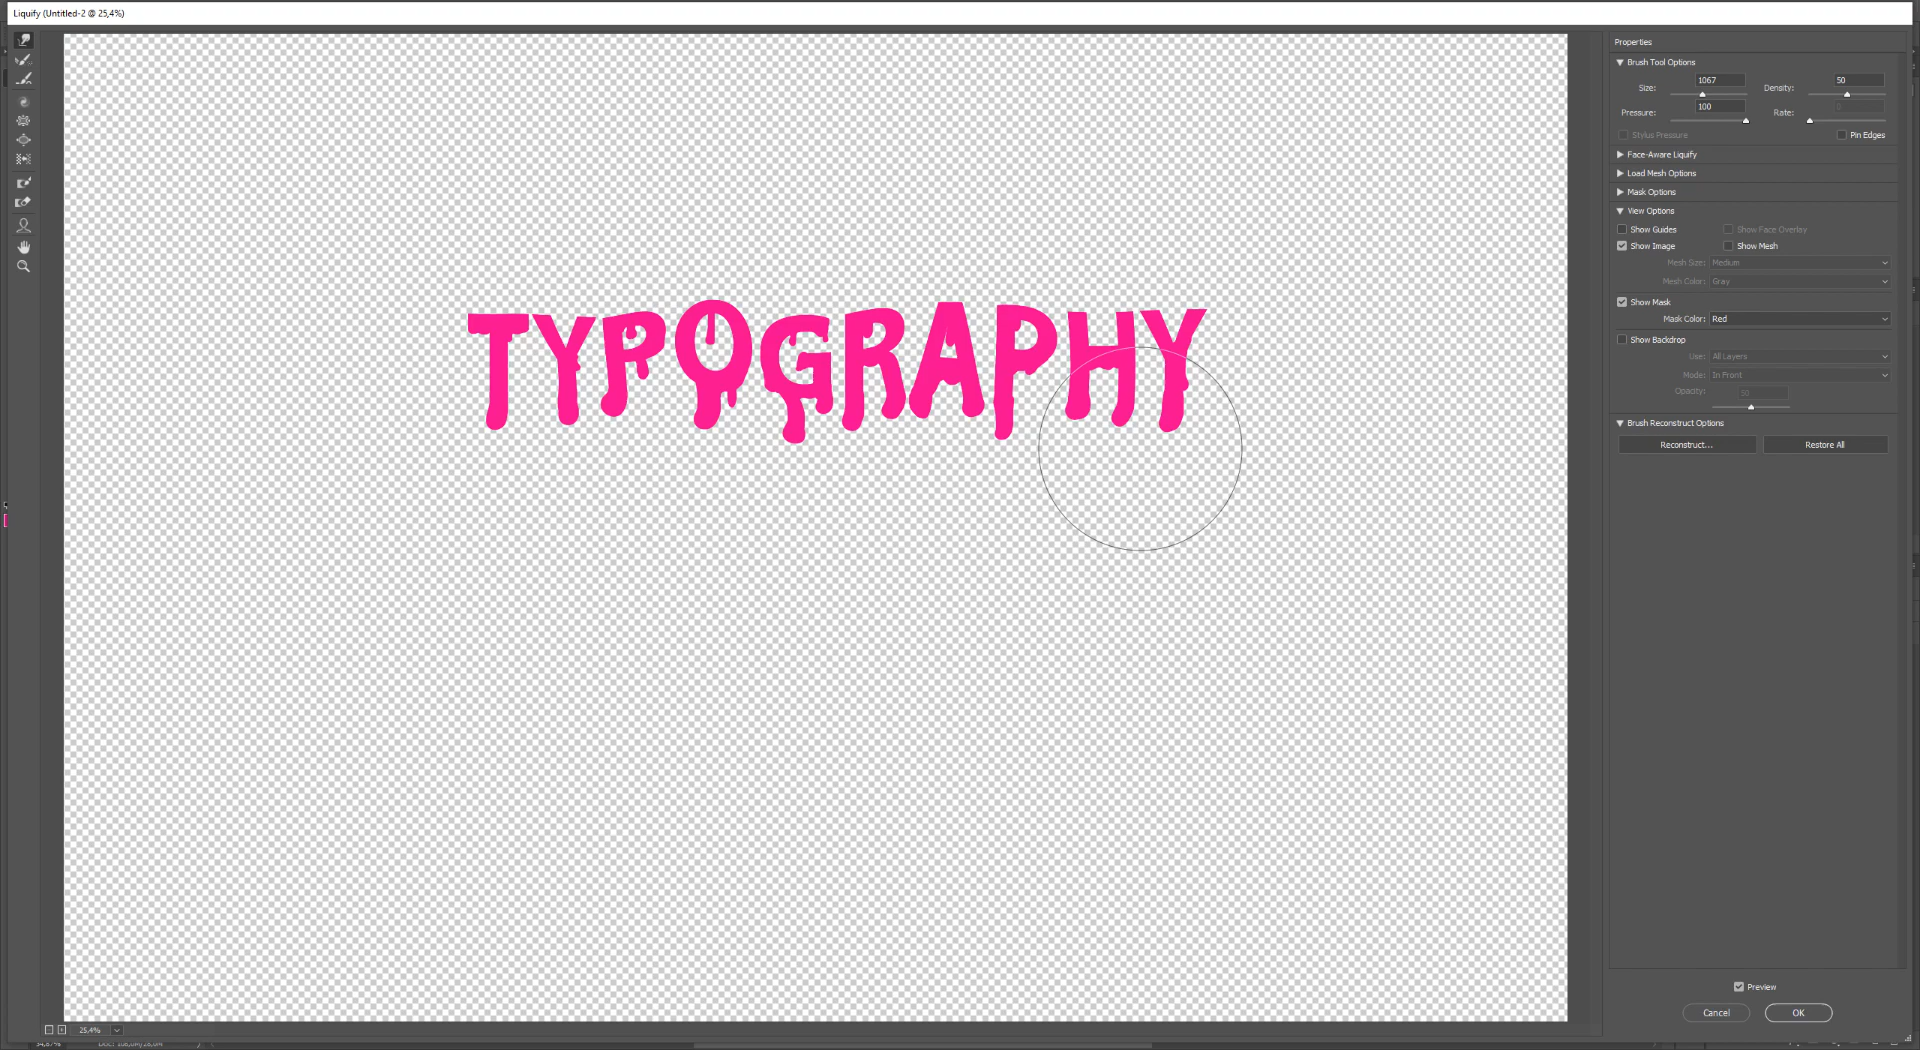 Liquify (Untitled-2 @ 25,4%)
Properties
Brush Tool Options
Size: 1067 Density: 50
Pressure: 100 Rate: 0
Stylus Pressure Pin Edges
Face-Aware Liquify
Load Mesh Options
Mask Options
View Options
Show Guides Show Face Overlay
Show Image Show Mesh
Mesh Size: Medium
Mesh Color: Gray
TYPOGRAPHY
Show Mask
Mask Color: Red
Show Backdrop
Use: All Layers
Mode: In Front
Opacity: 50
Brush Reconstruct Options
Reconstruct... Restore All
Preview
Cancel OK
25,4%